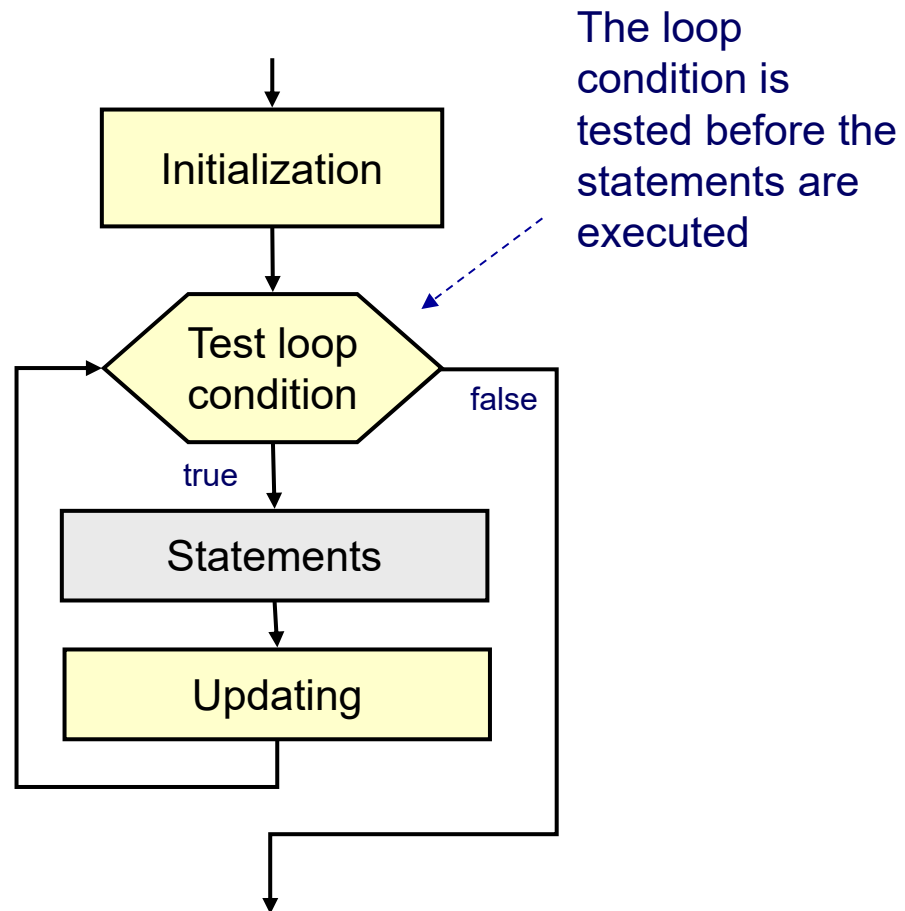 The loop
condition is
tested before the
statements are
executed
Initialization
Test loop
condition
false
true
Statements
Updating